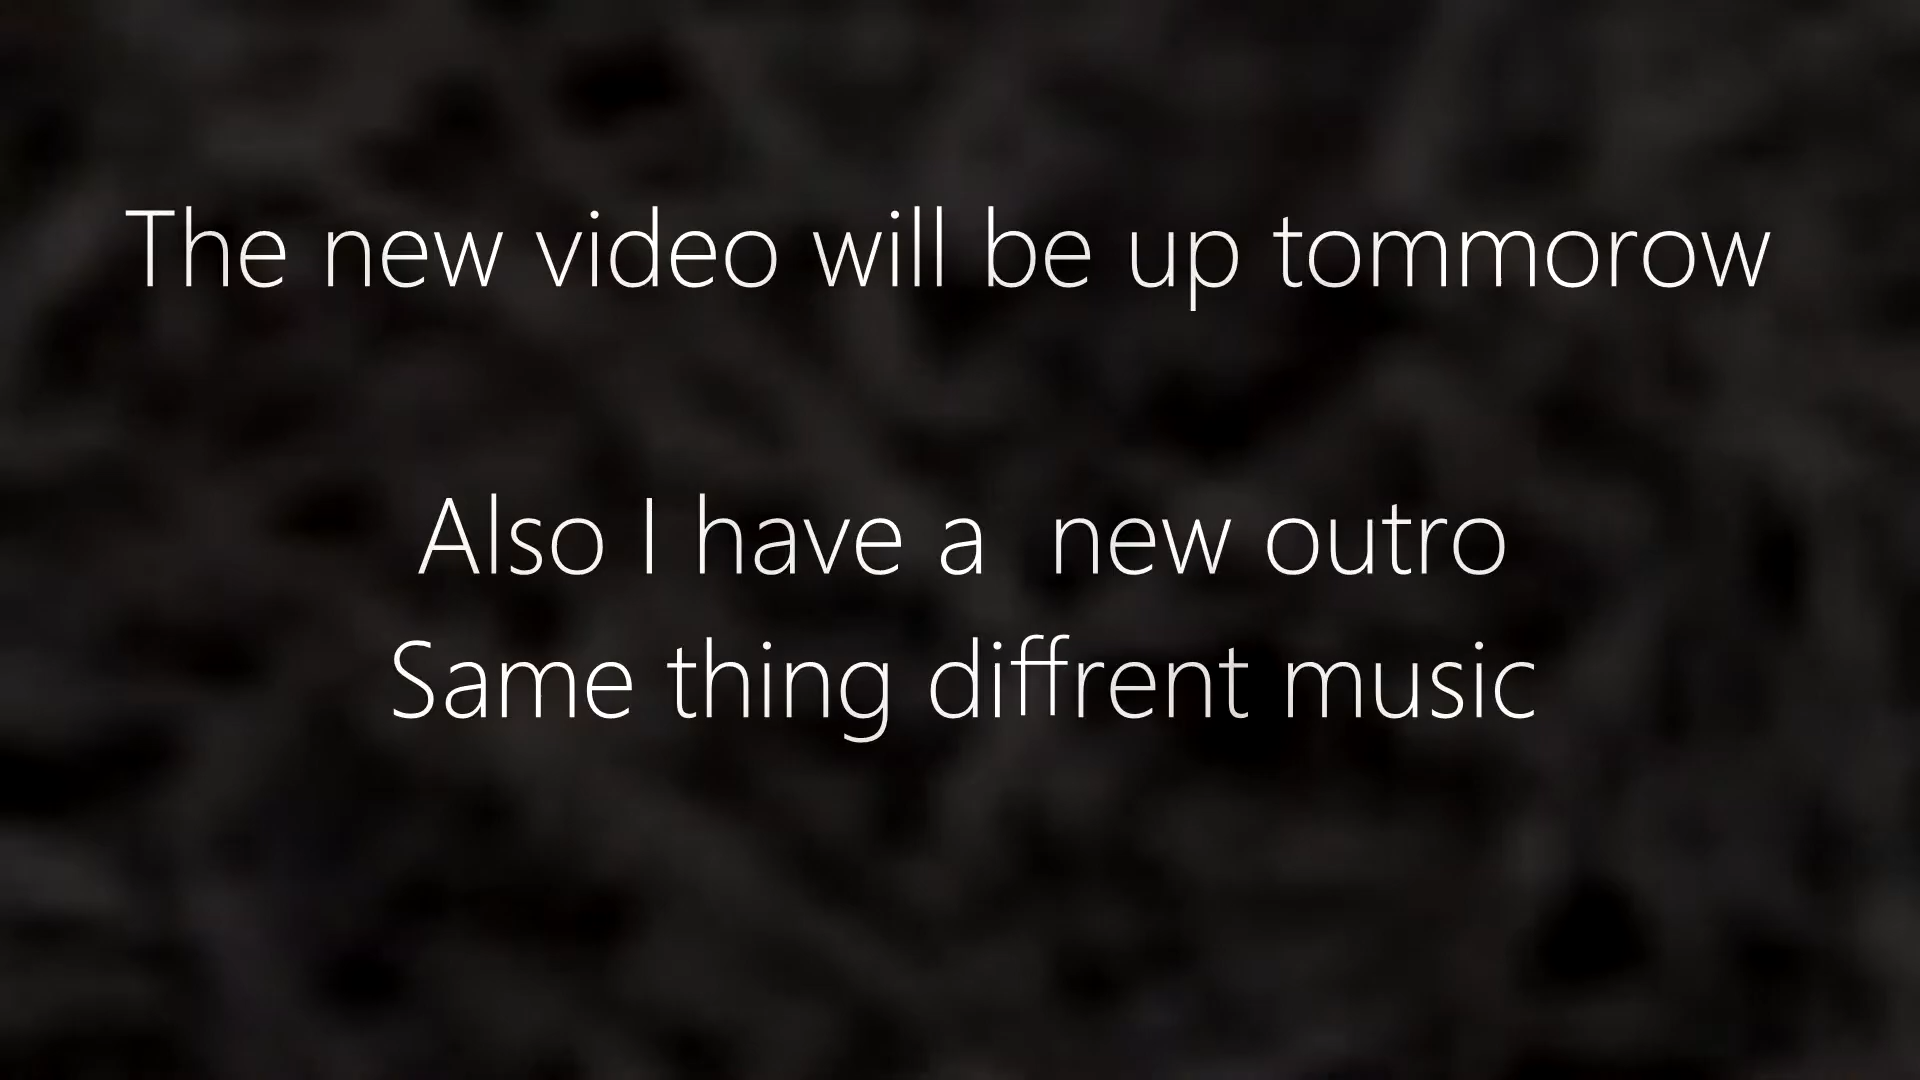 The new video will be up tommorow
Also I have a  new outro
Same thing diffrent music